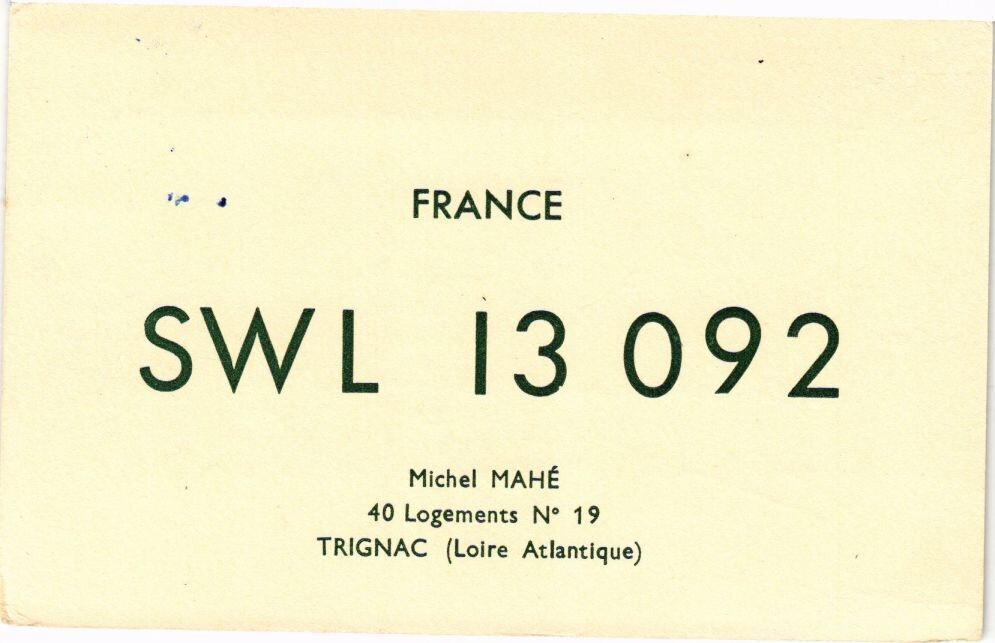 FRANCE
SWL 13 092
Michel MAHÉ
40 Logements N° 19
TRIGNAC (Loire Atlantique)